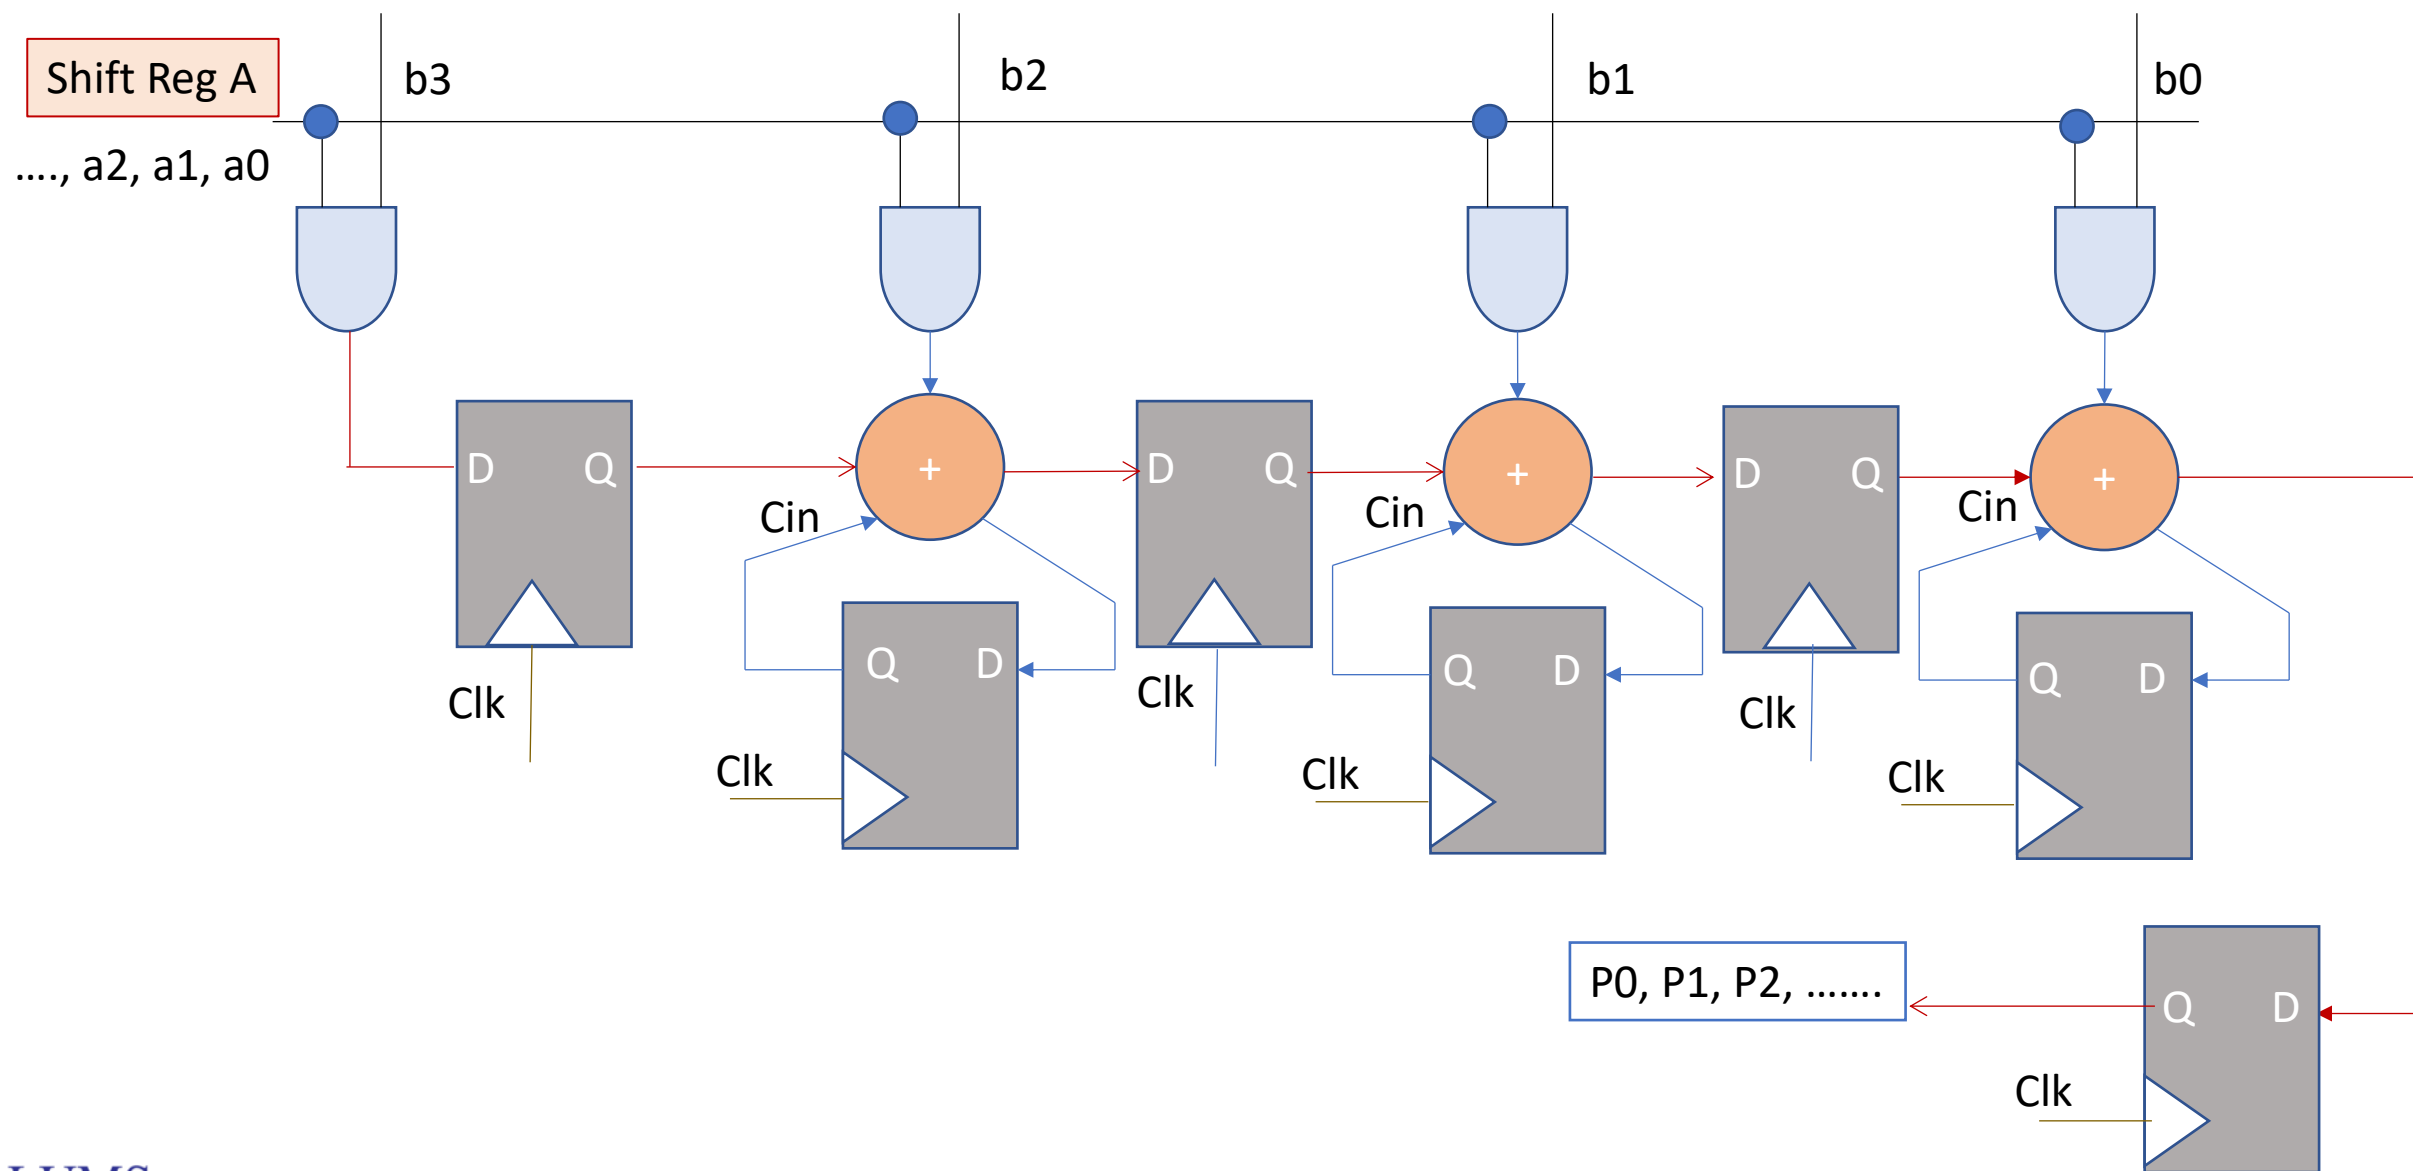 Shift Reg A
b3
b2
b1
b0
...., a2, a1, a0
D Q
+
D Q
+
D Q
+
Cin
Cin
Cin
Q D
Q D
Q D
Clk
Clk
Clk
Clk
Clk
Clk
P0, P1, P2, .......
Q D
Clk
LUMS